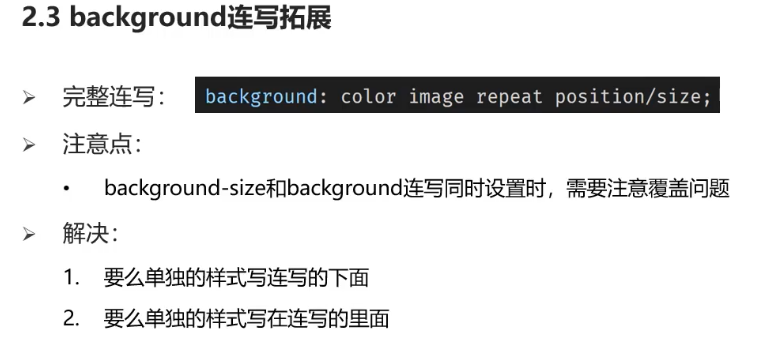 2.3 background连写拓展
➢ 完整连写： background: color image repeat position/size;
➢ 注意点：
• background-size和background连写同时设置时，需要注意覆盖问题
➢ 解决：
1. 要么单独的样式写连写的下面
2. 要么单独的样式写在连写的里面